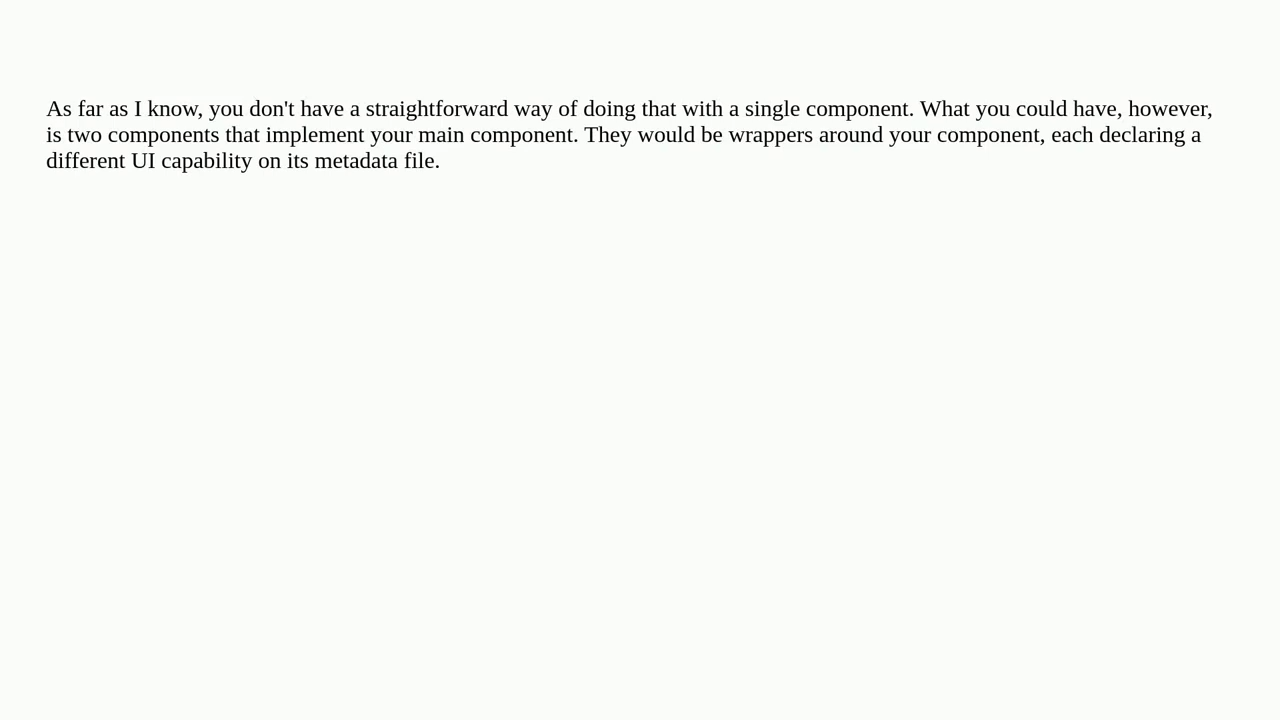 As far as I know, you don't have a straightforward way of doing that with a single component. What you could have, however,
is two components that implement your main component. They would be wrappers around your component, each declaring a
different UI capability on its metadata file.